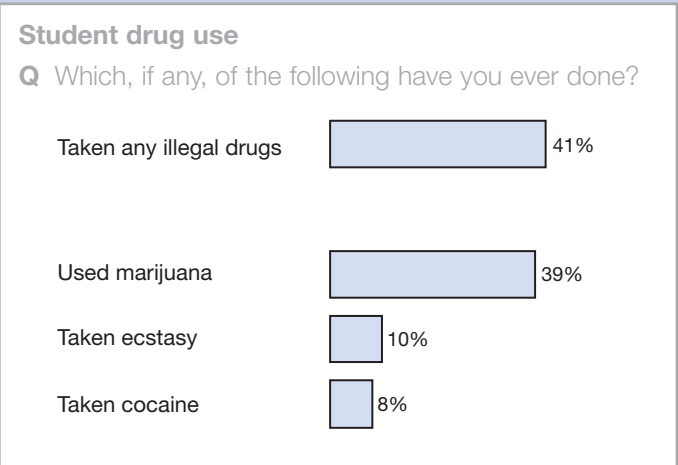 Student drug use
Q Which, if any, of the following have you ever done?
Taken any illegal drugs 41%
Used marijuana 39%
Taken ecstasy 10%
Taken cocaine 8%